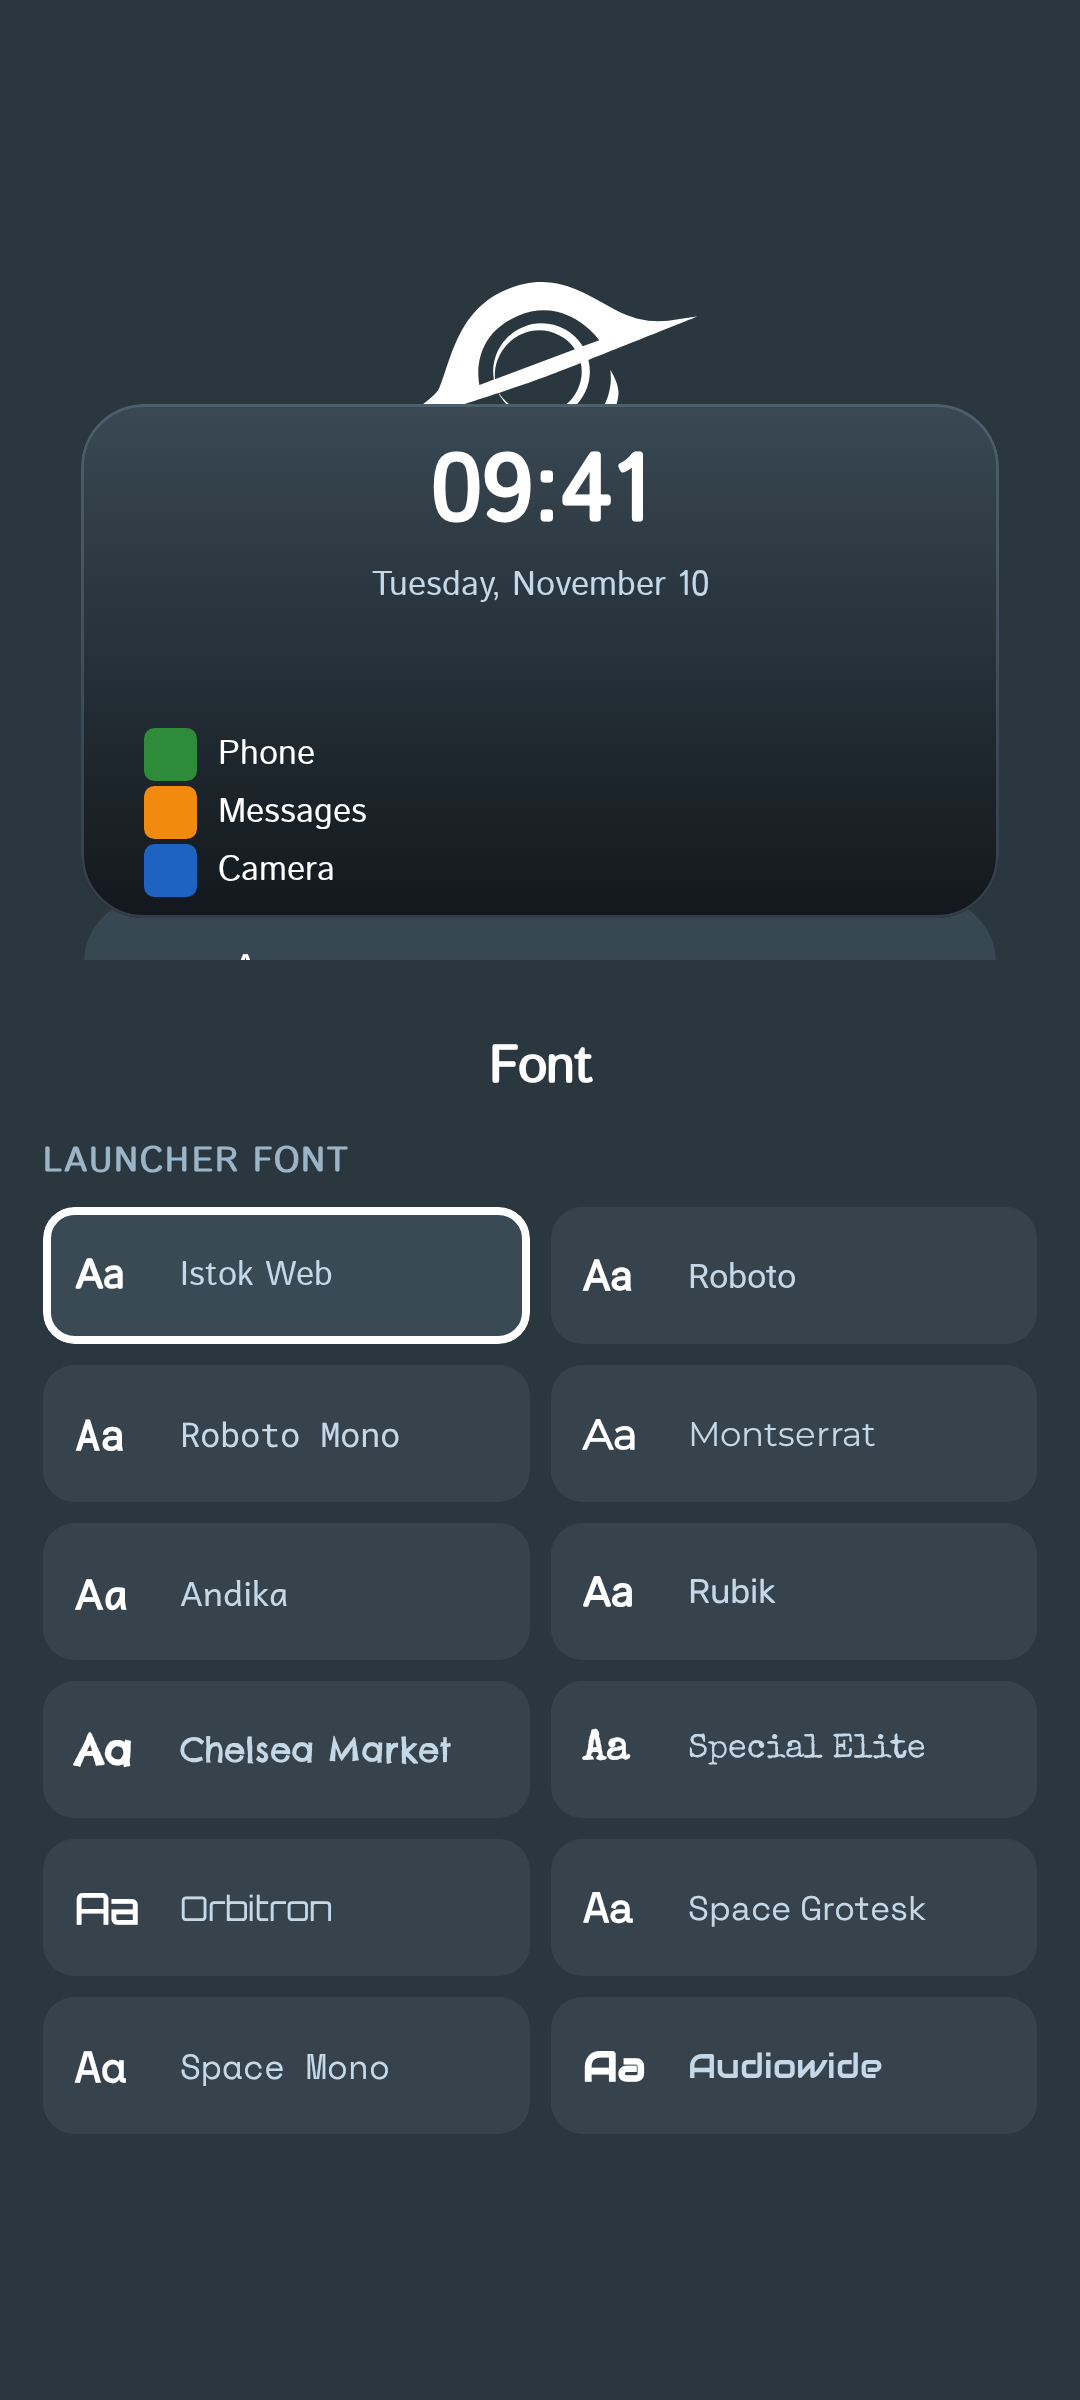 09:41
Tuesday, November 10
Phone
Messages
Camera
Font
LAUNCHER FONT
Aa Istok Web
Aa Roboto
Aa Roboto Mono
Aa Montserrat
Aa Andika
Aa Rubik
Aa Chelsea Market
Aa Special Elite
Aa Orbitron
Aa Space Grotesk
Aa Space Mono
Aa Audiowide